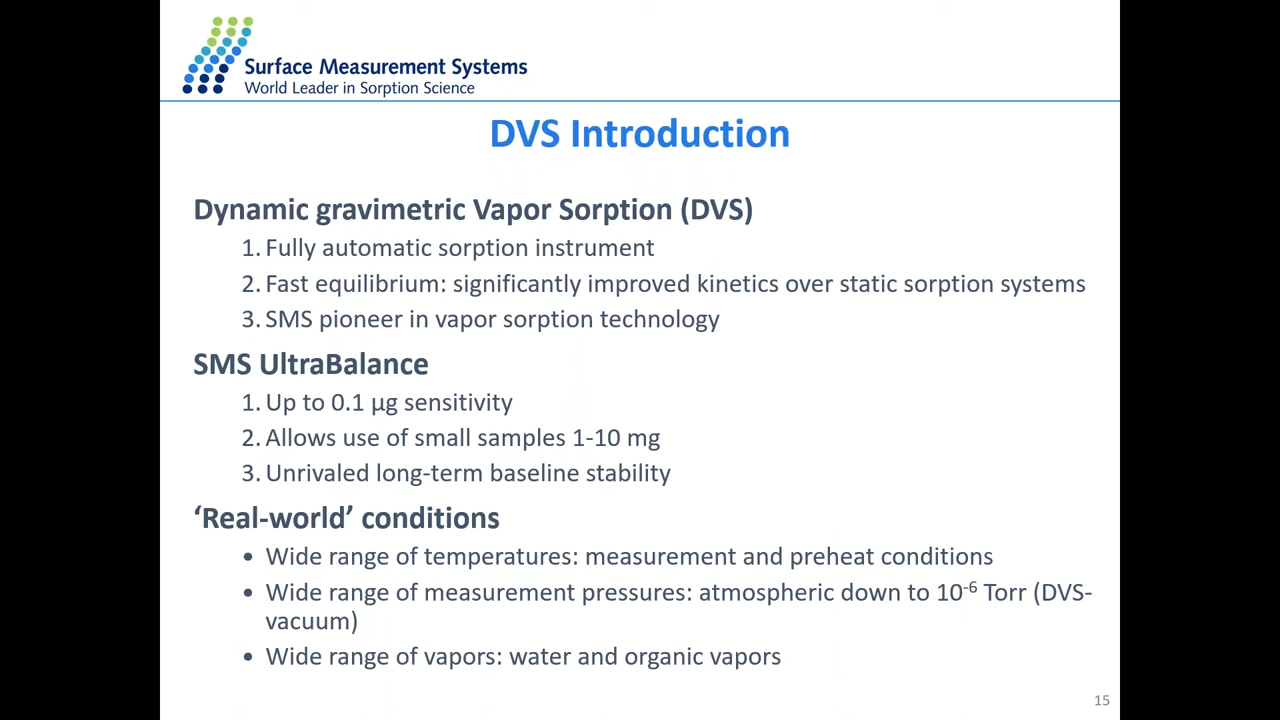 Surface Measurement Systems
World Leader in Sorption Science
DVS Introduction
Dynamic gravimetric Vapor Sorption (DVS)
1. Fully automatic sorption instrument
2. Fast equilibrium: significantly improved kinetics over static sorption systems
3. SMS pioneer in vapor sorption technology
SMS UltraBalance
1. Up to 0.1 µg sensitivity
2. Allows use of small samples 1-10 mg
3. Unrivaled long-term baseline stability
‘Real-world’ conditions
• Wide range of temperatures: measurement and preheat conditions
• Wide range of measurement pressures: atmospheric down to 10⁻⁶ Torr (DVS-
vacuum)
• Wide range of vapors: water and organic vapors
15